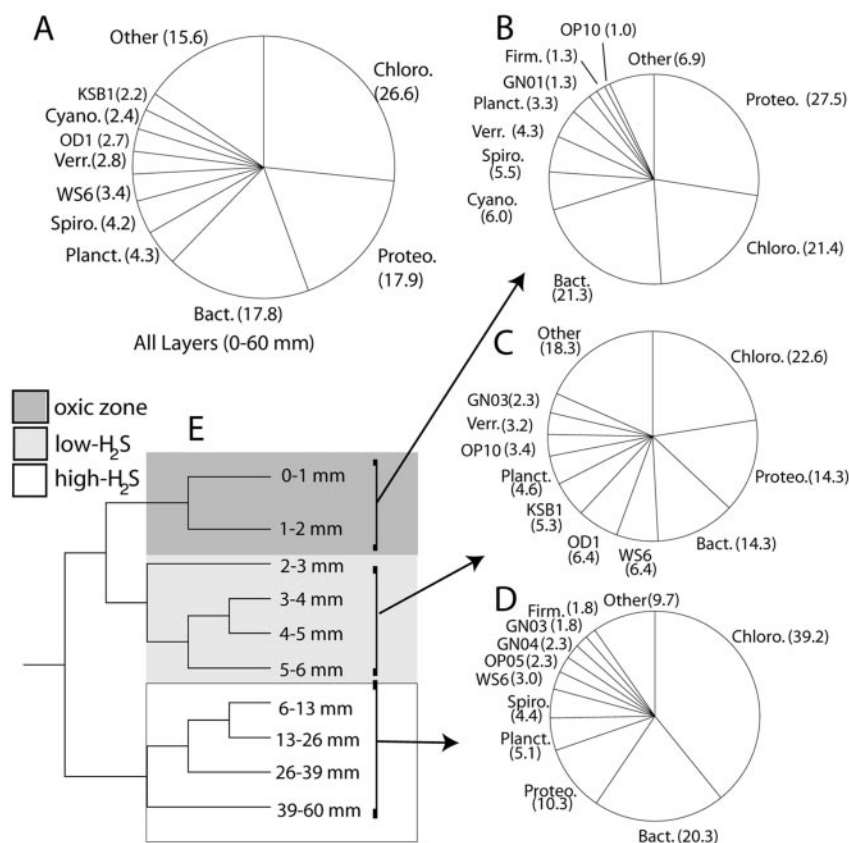 A
Other (15.6)
Chloro.
(26.6)
KSB1(2.2)
Cyano. (2.4)
OD1 (2.7)
Verr.(2.8)
WS6 (3.4)
Spiro. (4.2)
Planct. (4.3)
Proteo.
(17.9)
Bact. (17.8)
All Layers (0-60 mm)
B
OP10 (1.0)
Firm. (1.3)
Other (6.9)
GN01(1.3)
Planct. (3.3)
Proteo. (27.5)
Verr. (4.3)
Spiro.
(5.5)
Cyano.
(6.0)
Chloro. (21.4)
Bact.
(21.3)
C
Other
(18.3)
Chloro. (22.6)
GN03(2.3)
Verr. (3.2)
OP10 (3.4)
Planct.
(4.6)
KSB1
(5.3)
OD1
(6.4)
WS6
(6.4)
Proteo.(14.3)
Bact. (14.3)
D
Firm. (1.8)
Other(9.7)
GN03 (1.8)
GN04 (2.3)
OP05 (2.3)
WS6 (3.0)
Chloro. (39.2)
Spiro.
(4.4)
Planct.
(5.1)
Proteo.
(10.3)
Bact. (20.3)
oxic zone
low-H₂S
high-H₂S
E
0-1 mm
1-2 mm
2-3 mm
3-4 mm
4-5 mm
5-6 mm
6-13 mm
13-26 mm
26-39 mm
39-60 mm